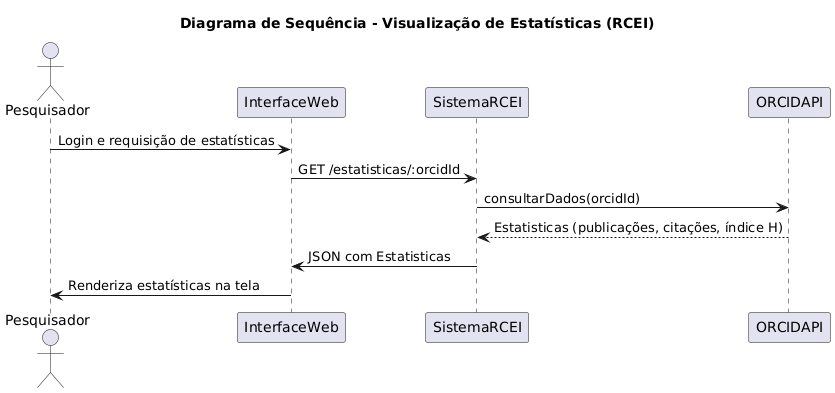 Diagrama de Sequência - Visualização de Estatísticas (RCEI)
Pesquisador
InterfaceWeb
SistemaRCEI
ORCIDAPI
Login e requisição de estatísticas
GET /estatisticas/:orcidId
consultarDados(orcidId)
Estatisticas (publicações, citações, índice H)
JSON com Estatisticas
Renderiza estatísticas na tela
Pesquisador
InterfaceWeb
SistemaRCEI
ORCIDAPI